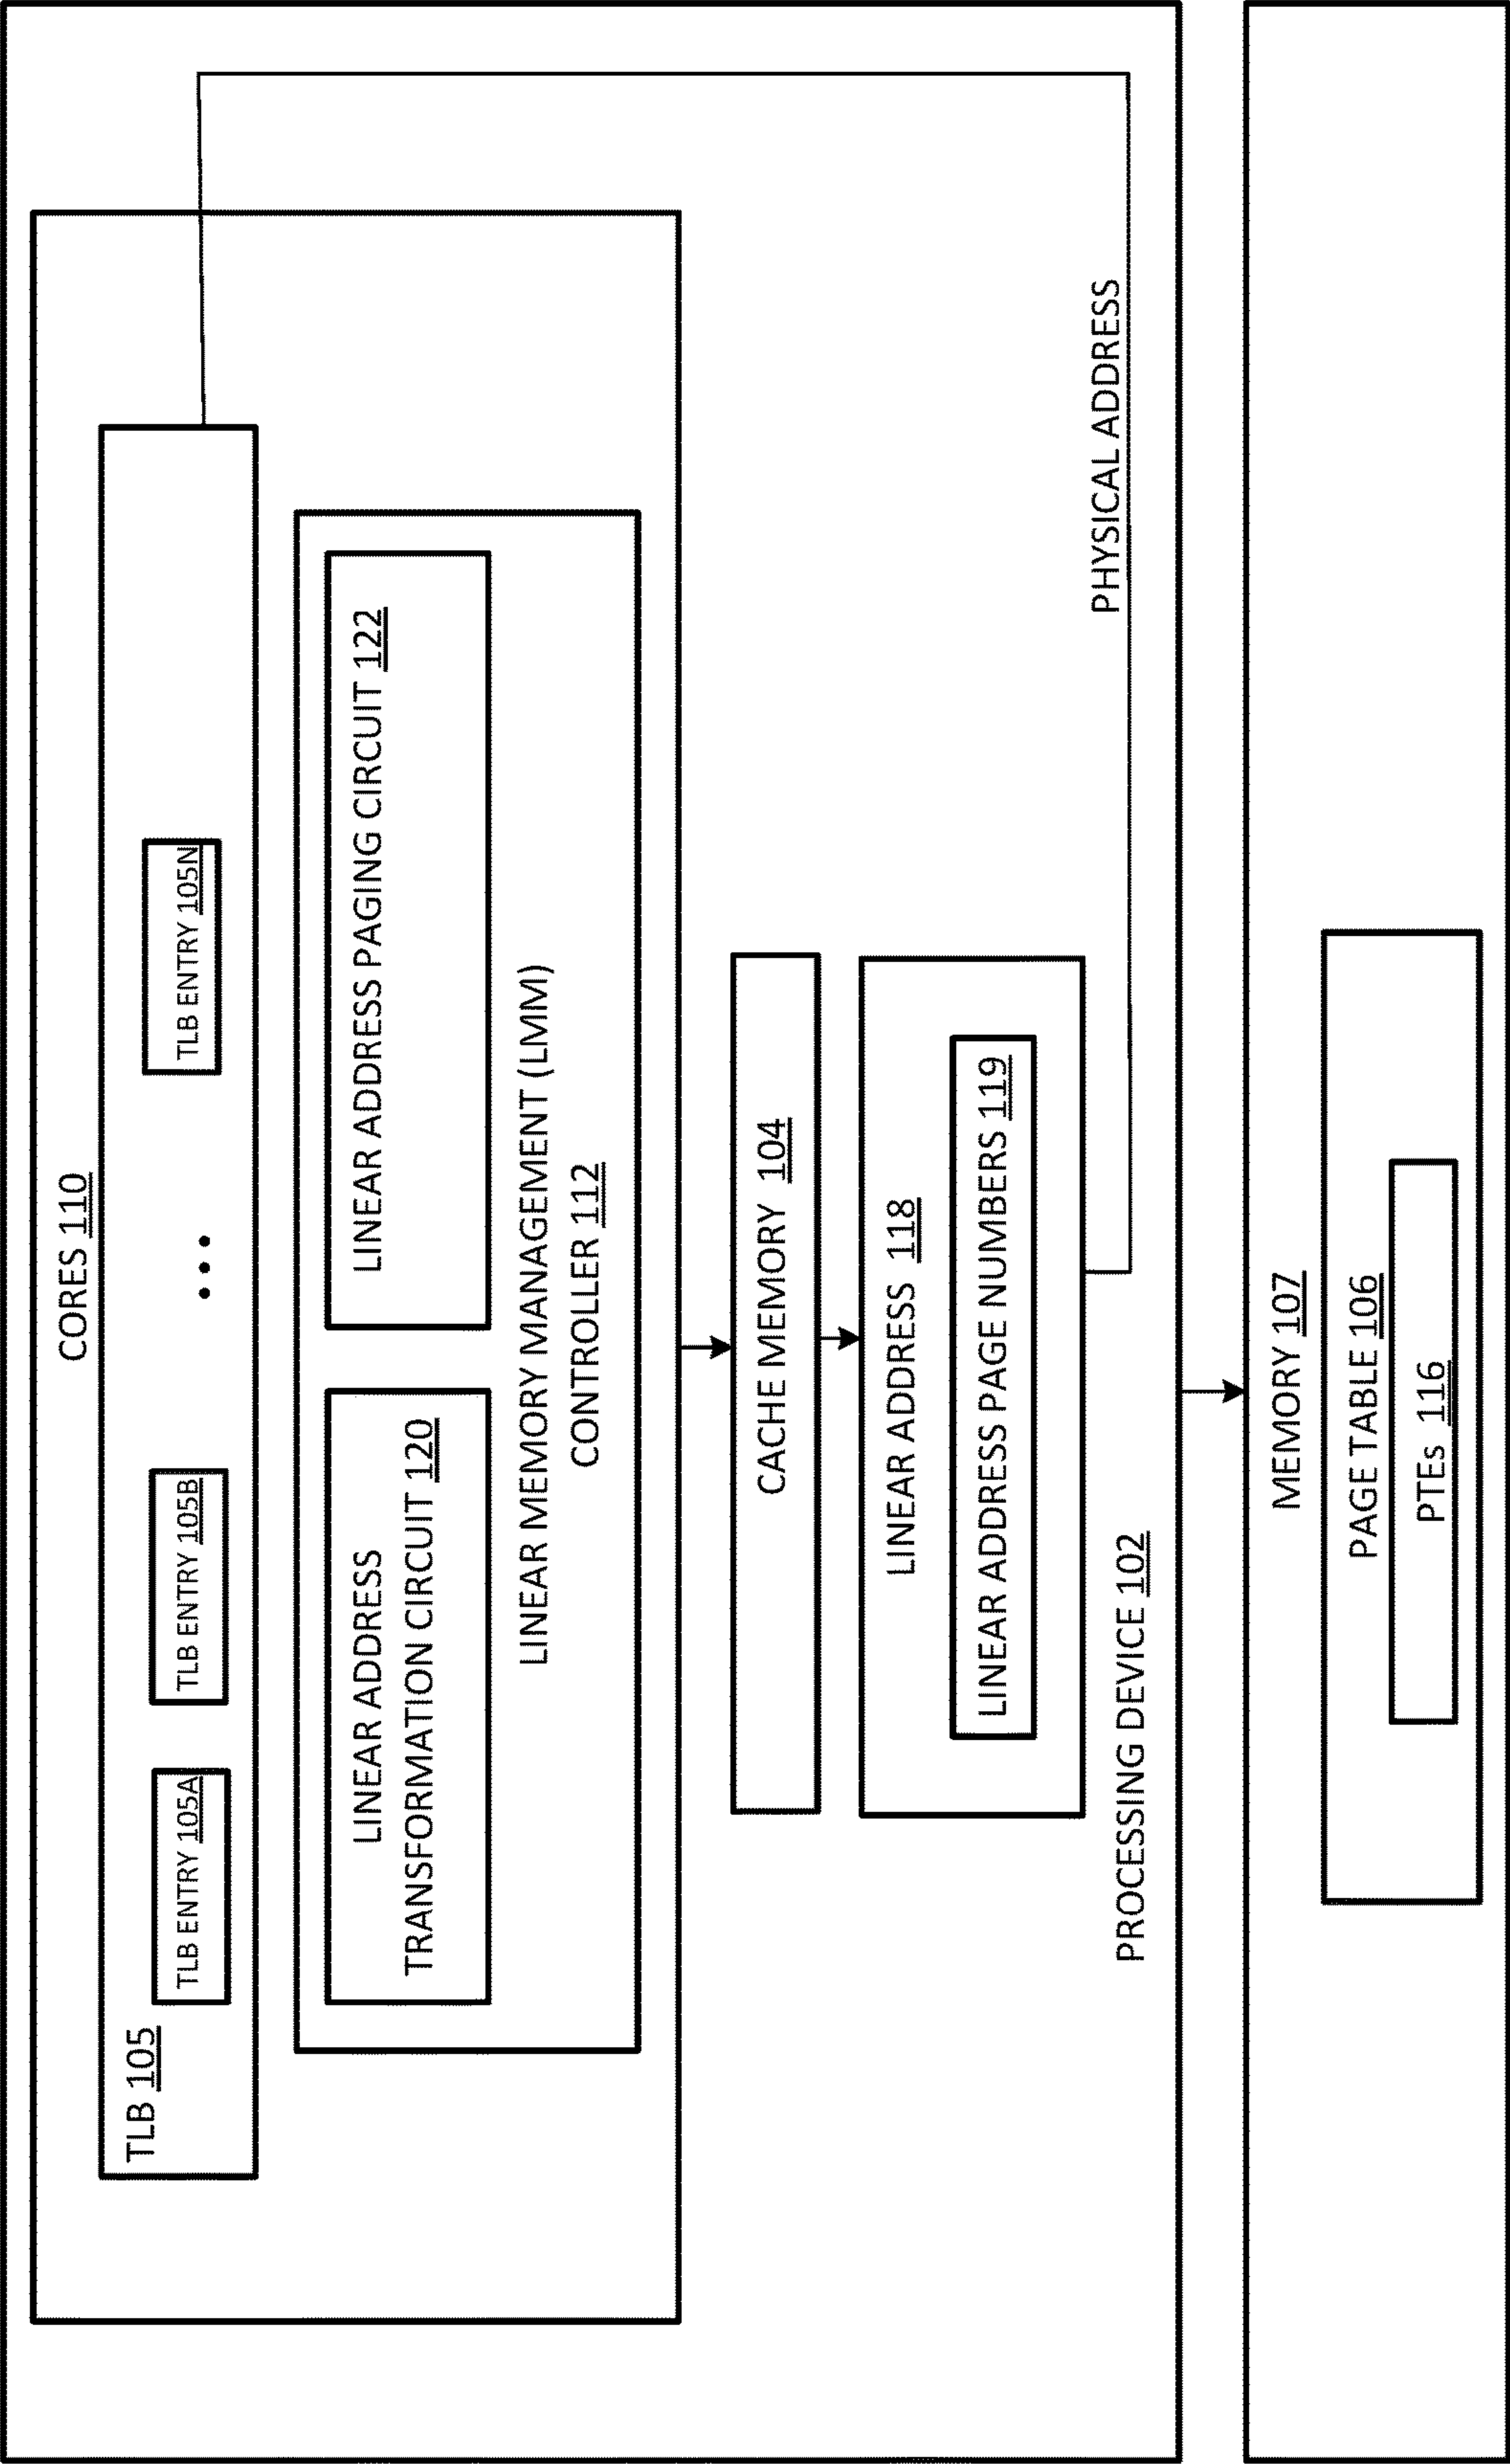 CORES 110
TLB 105
TLB ENTRY 105A
TLB ENTRY 105B
•••
TLB ENTRY 105N
LINEAR ADDRESS
TRANSFORMATION CIRCUIT 120
LINEAR ADDRESS PAGING CIRCUIT 122
LINEAR MEMORY MANAGEMENT (LMM)
CONTROLLER 112
CACHE MEMORY 104
LINEAR ADDRESS 118
LINEAR ADDRESS PAGE NUMBERS 119
PHYSICAL ADDRESS
PROCESSING DEVICE 102
MEMORY 107
PAGE TABLE 106
PTEs 116